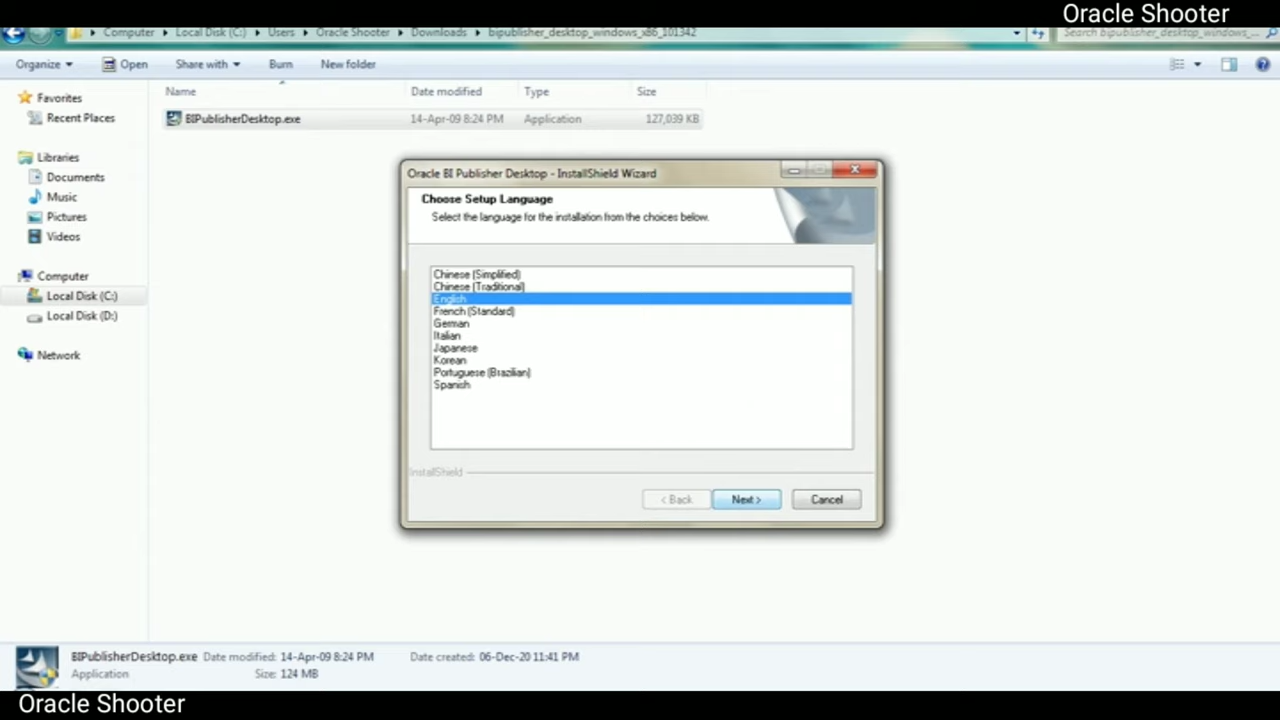 Oracle Shooter
Computer Local Disk (C:) Users Oracle Shooter Downloads bipublisher_desktop_windows_x86_101342 Search bipublisher_desktop_windows_...
Organize Open Share with Burn New folder
Name Date modified Type Size
BIPublisherDesktop.exe 14-Apr-09 8:24 PM Application 127,039 KB
Favorites
Recent Places
Libraries
Documents
Music
Pictures
Videos
Computer
Local Disk (C:)
Local Disk (D:)
Network
Oracle BI Publisher Desktop - InstallShield Wizard
Choose Setup Language
Select the language for the installation from the choices below.
Chinese (Simplified)
Chinese (Traditional)
English
French (Standard)
German
Italian
Japanese
Korean
Portuguese (Brazilian)
Spanish
InstallShield
< Back Next > Cancel
BIPublisherDesktop.exe Date modified: 14-Apr-09 8:24 PM Date created: 06-Dec-20 11:41 PM
Application Size: 124 MB
Oracle Shooter